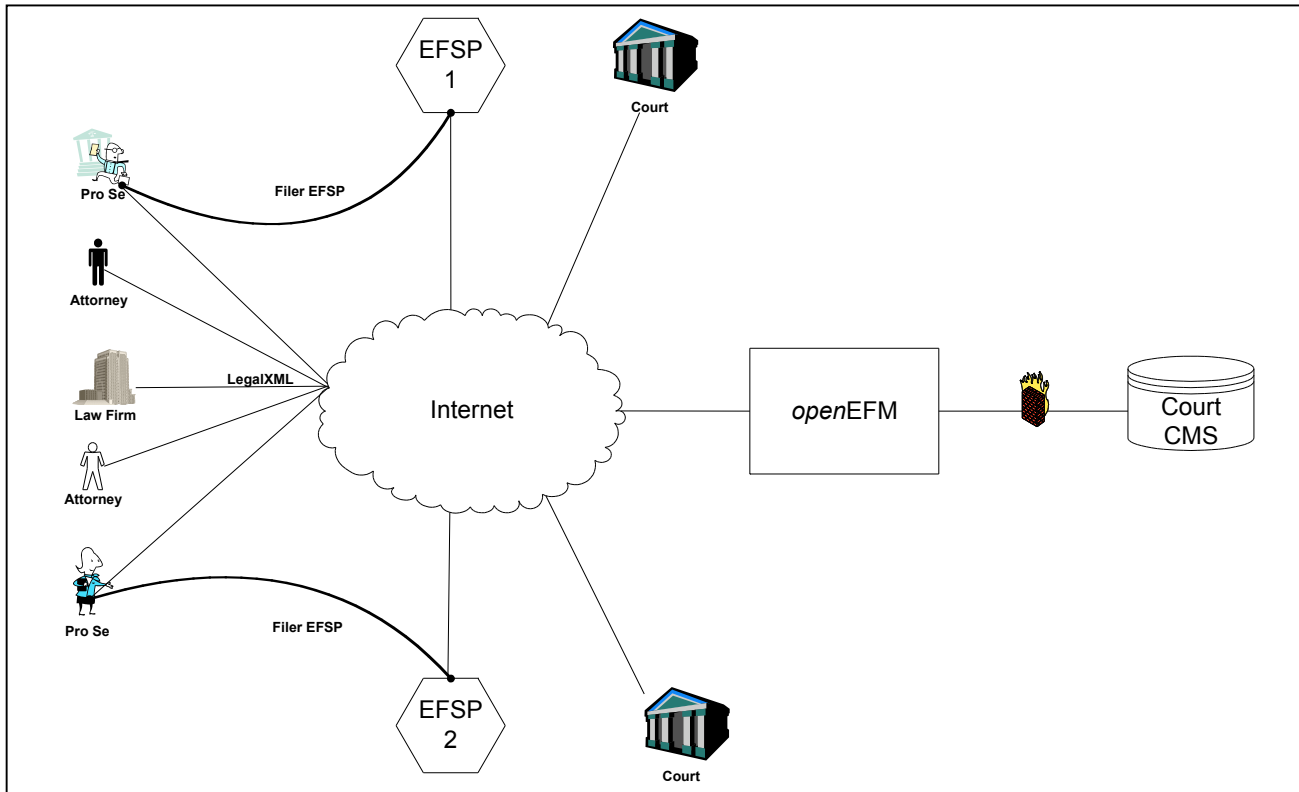 EFSP
1
Court
Pro Se
Filer EFSP
Attorney
LegalXML
Law Firm
Internet
openEFM
Court
CMS
Attorney
Pro Se
Filer EFSP
EFSP
2
Court